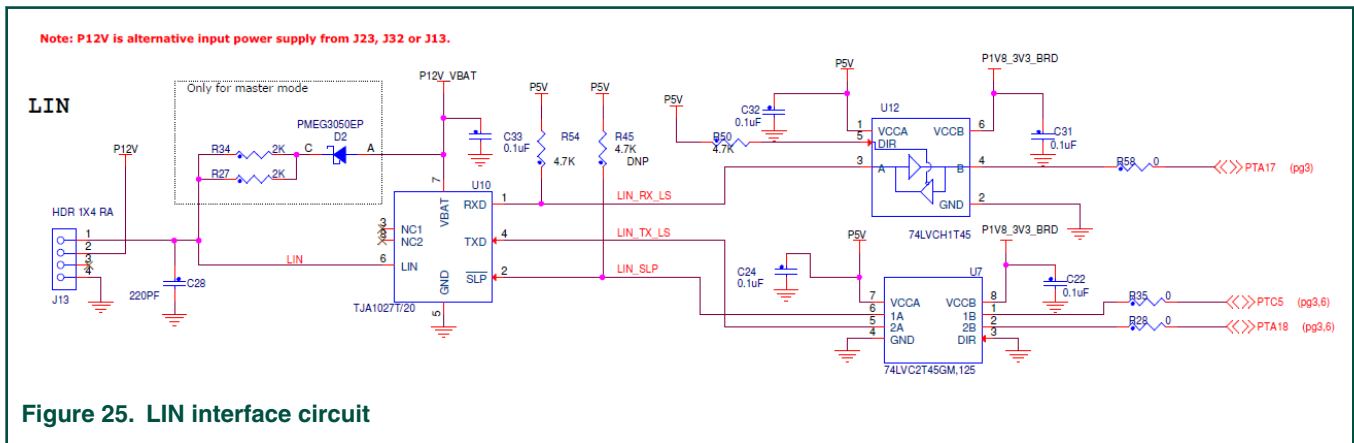 Note: P12V is alternative input power supply from J23, J32 or J13.
LIN
Only for master mode
PMEG3050EP
D2
C
A
R34
2K
R27
2K
P12V
P12V_VBAT
C33
0.1uF
P5V
R54
4.7K
P5V
R45
4.7K
DNP
HDR 1X4 RA
1
2
3
4
J13
C28
220PF
LIN
U10
7
VBAT
RXD
1
3
NC1
NC2
TXD
4
6
LIN
SLP
2
GND
5
TJA1027T/20
LIN_RX_LS
LIN_TX_LS
LIN_SLP
P5V
R50
4.7K
C32
0.1uF
P5V
U12
P1V8_3V3_BRD
C31
0.1uF
1
VCCA
VCCB
6
5
DIR
3
A
B
4
GND
2
74LVCH1T45
R58
0
PTA17 (pg3)
P5V
C24
0.1uF
P1V8_3V3_BRD
U7
C22
0.1uF
7
VCCA
VCCB
8
6
1A
1B
1
5
2A
2B
2
4
GND
DIR
3
74LVC2T45GM,125
R35
0
PTC5 (pg3,6)
R28
0
PTA18 (pg3,6)
Figure 25. LIN interface circuit